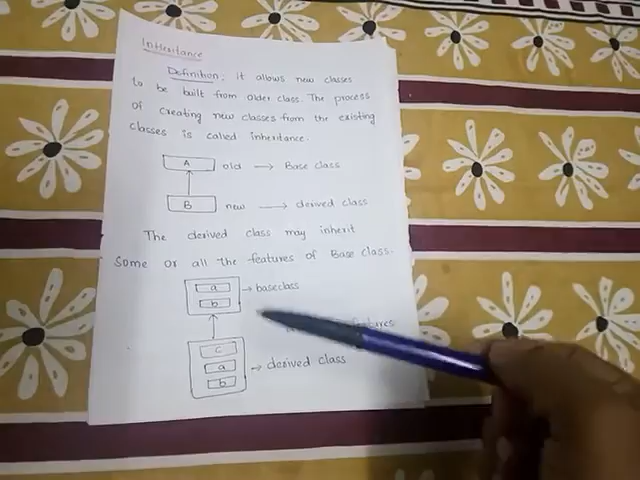 Inheritance
Definition: it allows new classes
to be built from older class. The process
of creating new classes from the existing
classes is called inheritance.
A old → Base class
B new → derived class
The derived class may inherit
Some or all the features of Base class.
a
→ baseclass
b
features
c
a → derived class
b